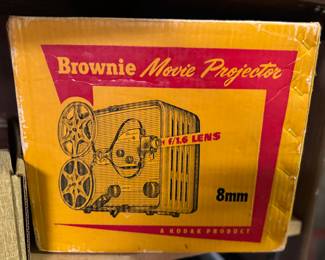 Brownie Movie Projector
f/1.6 LENS
8mm
A KODAK PRODUCT